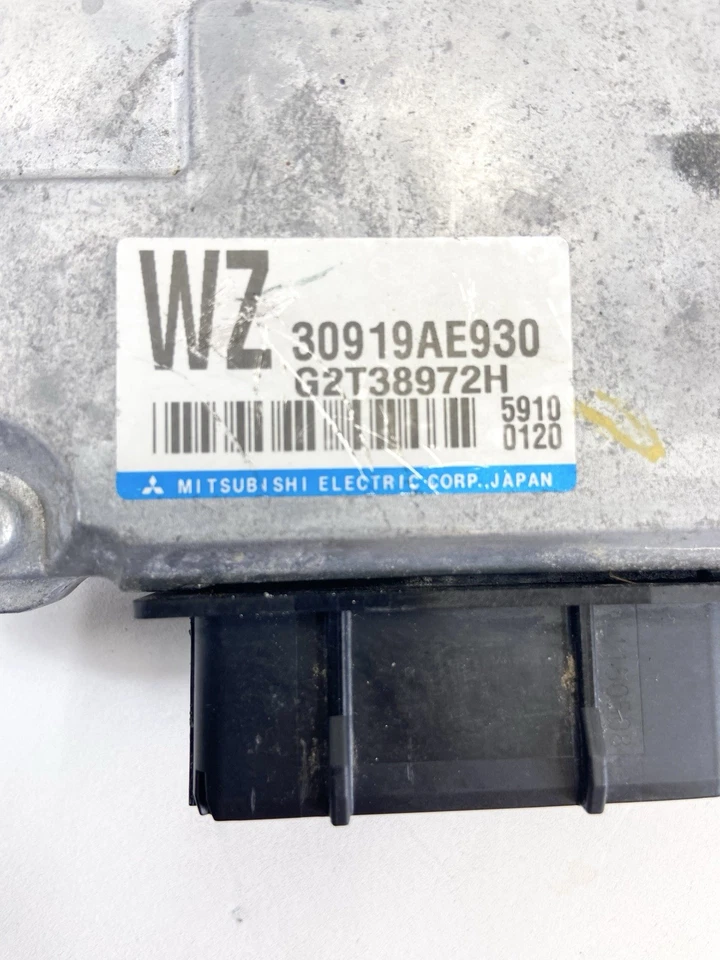 WZ 30919AE930
G2T38972H
5910
0120
MITSUBISHI ELECTRIC CORP., JAPAN